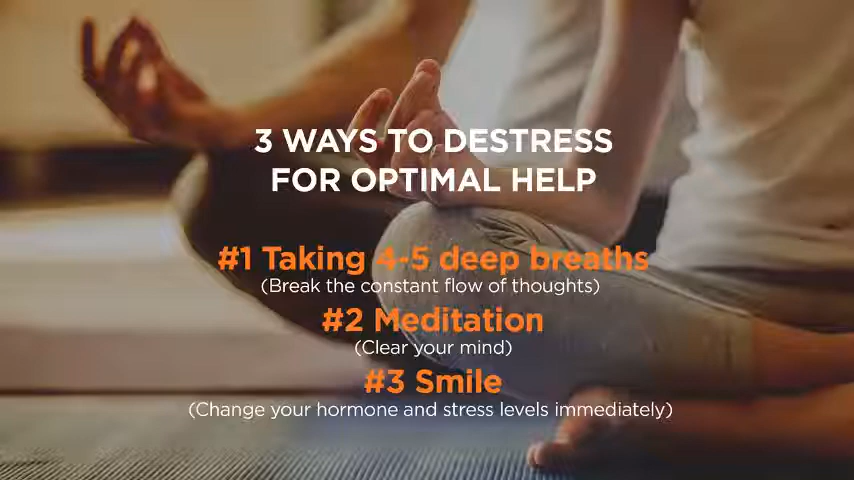 3 WAYS TO DESTRESS
FOR OPTIMAL HELP
#1 Taking 4-5 deep breaths
(Break the constant flow of thoughts)
#2 Meditation
(Clear your mind)
#3 Smile
(Change your hormone and stress levels immediately)